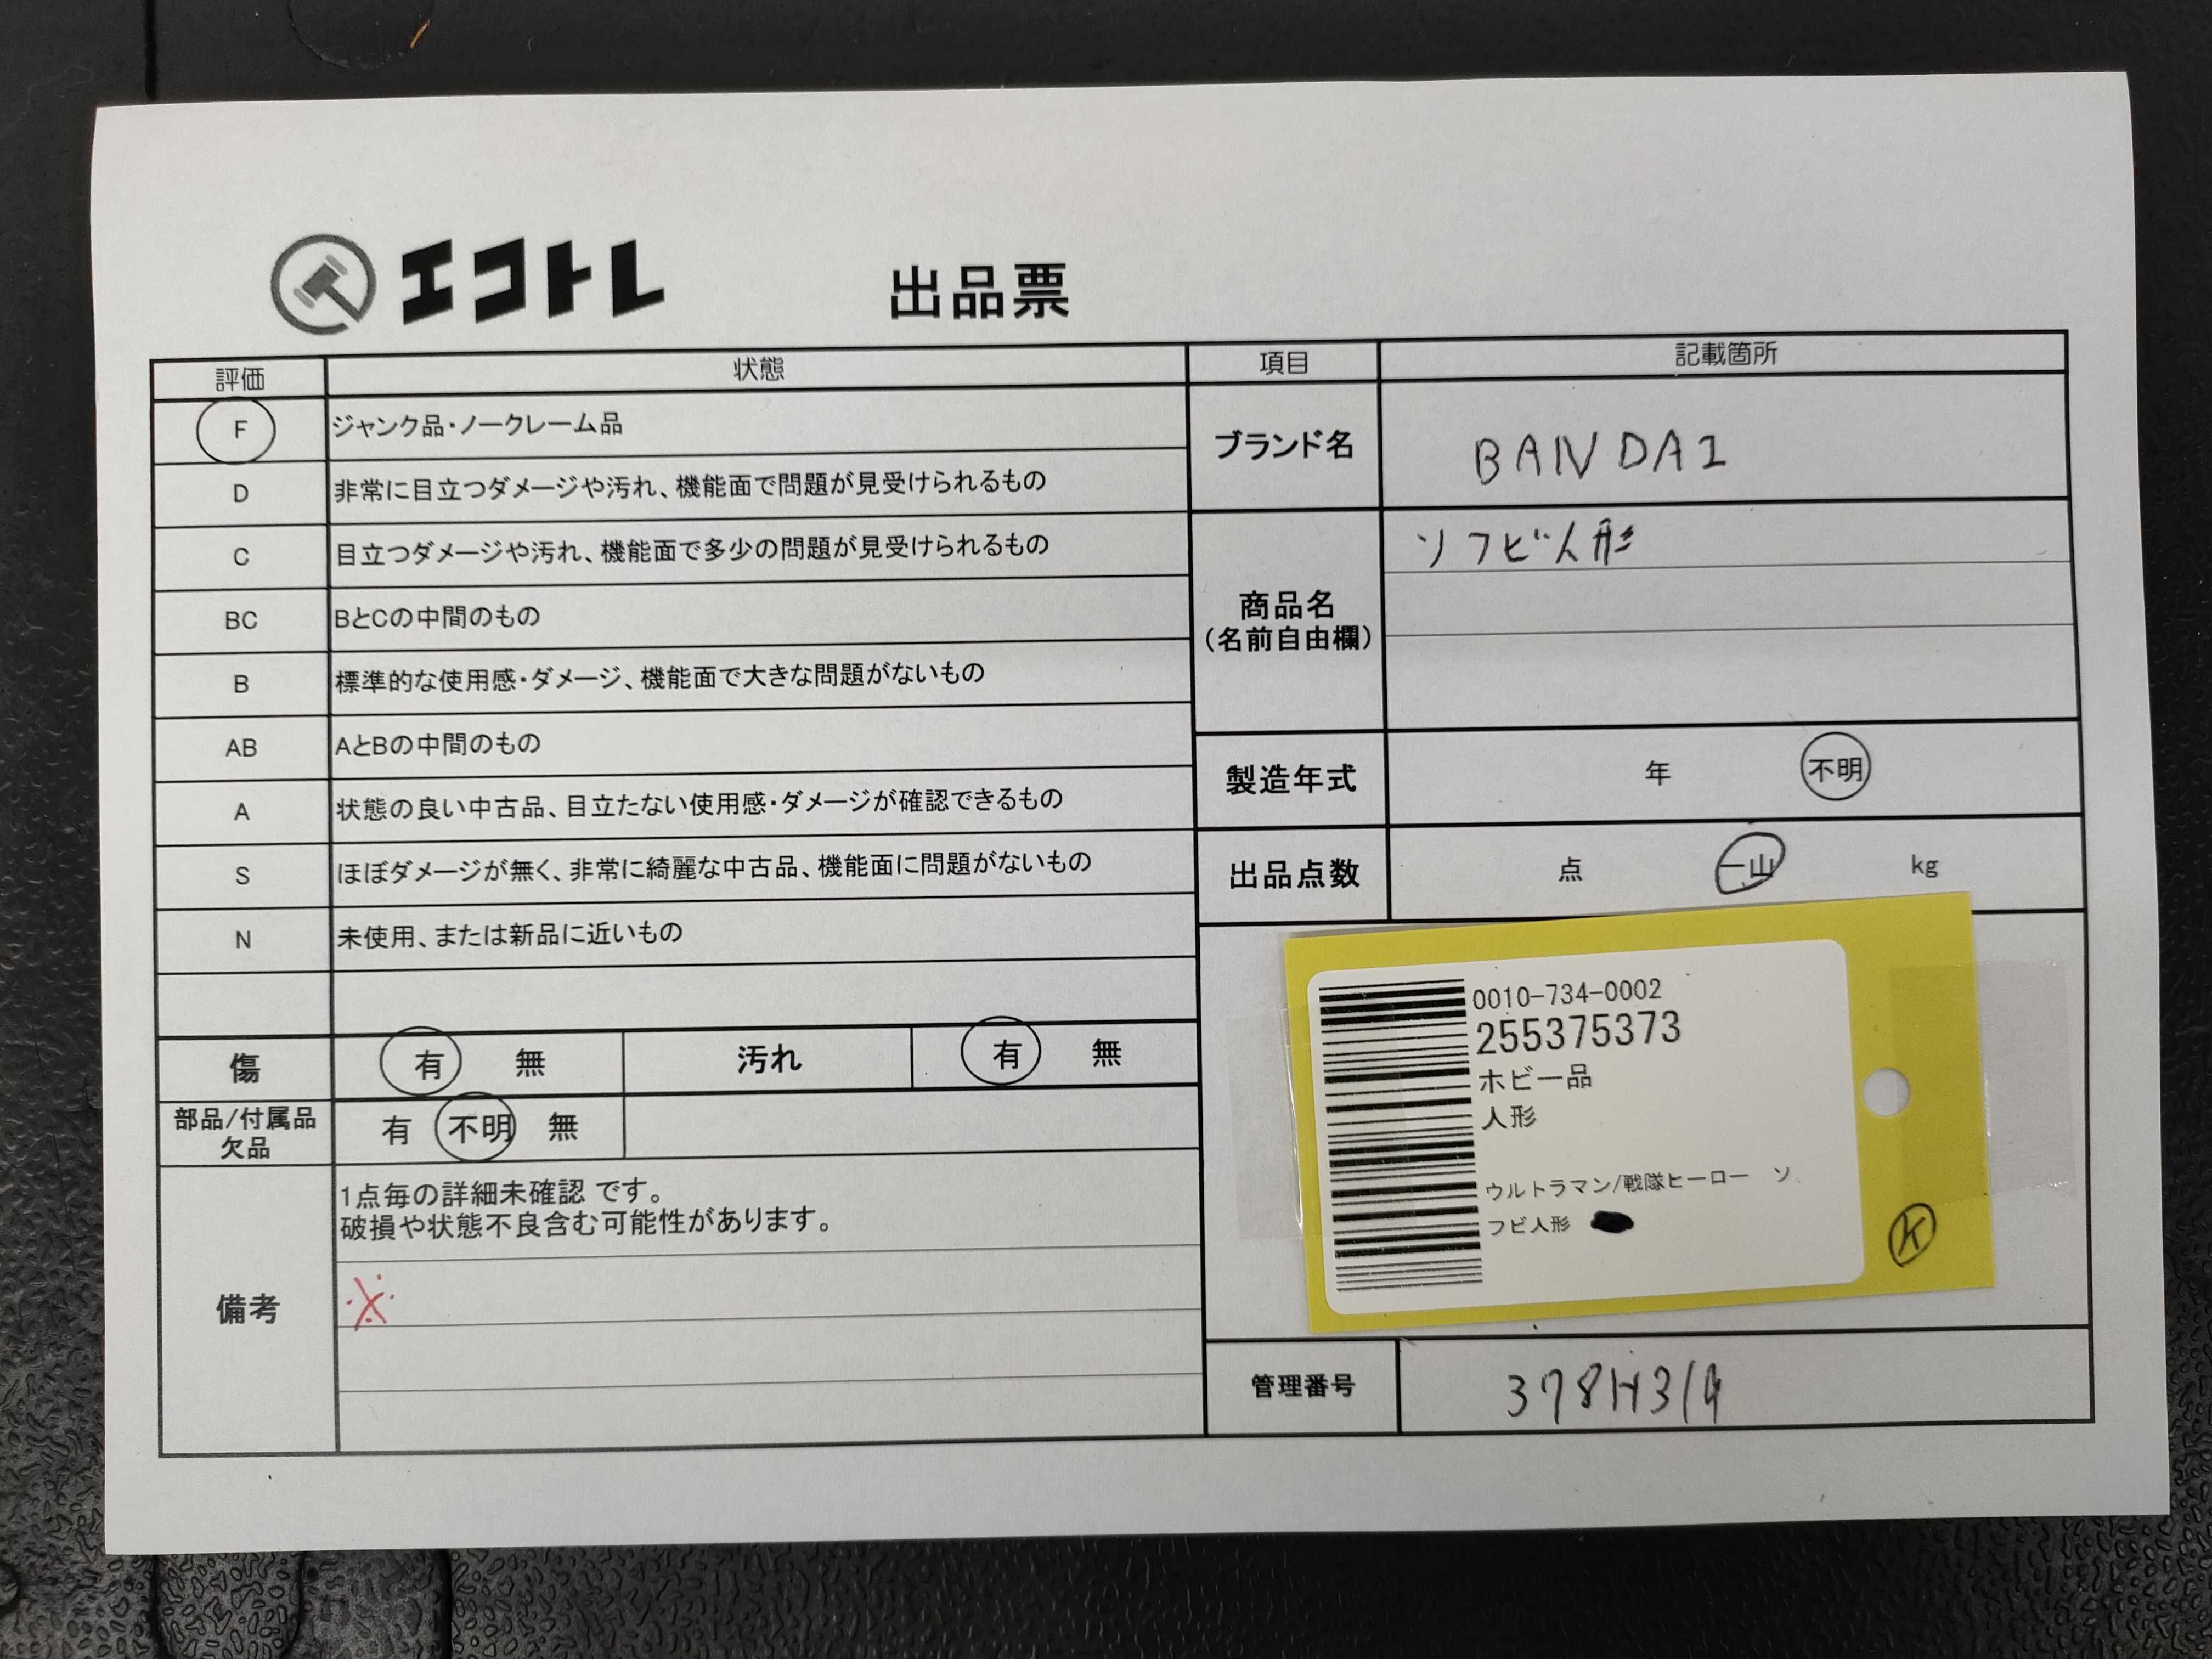 エコトレ
出品票
評価 状態
F ジャンク品・ノークレーム品
D 非常に目立つダメージや汚れ、機能面で問題が見受けられるもの
C 目立つダメージや汚れ、機能面で多少の問題が見受けられるもの
BC BとCの中間のもの
B 標準的な使用感・ダメージ、機能面で大きな問題がないもの
AB AとBの中間のもの
A 状態の良い中古品、目立たない使用感・ダメージが確認できるもの
S ほぼダメージが無く、非常に綺麗な中古品、機能面に問題がないもの
N 未使用、または新品に近いもの
傷 有 無 汚れ 有 無
部品/付属品
欠品
有 不明 無
備考
1点毎の詳細未確認 です。
破損や状態不良含む可能性があります。
※
項目 記載箇所
ブランド名 BANDAI
商品名
(名前自由欄)
ソフビ人形
製造年式 年 不明
出品点数 点 一山 kg
0010-734-0002
255375373
ホビー品
人形
ウルトラマン/戦隊ヒーロー ソ
フビ人形
K
管理番号